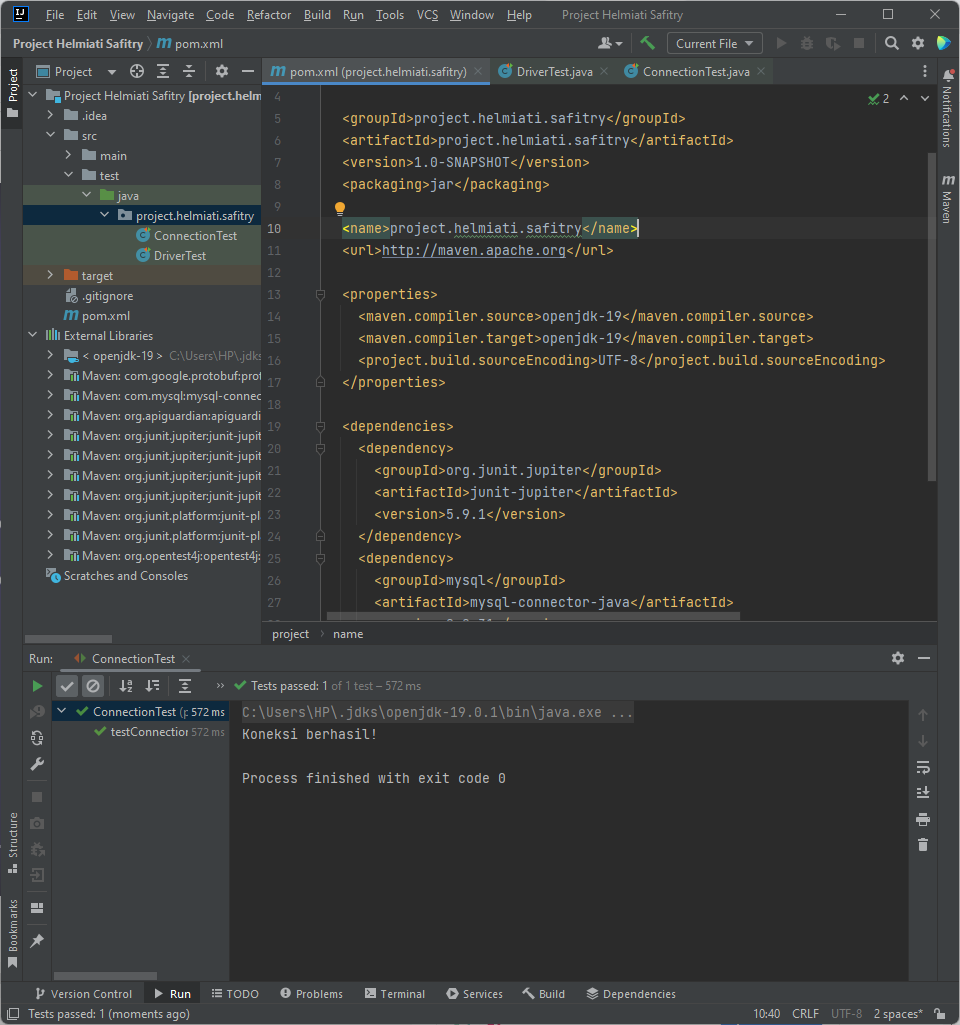 File Edit View Navigate Code Refactor Build Run Tools VCS Window Help Project Helmiati Safitry
Project Helmiati Safitry pom.xml Current File
Project
pom.xml (project.helmiati.safitry) DriverTest.java ConnectionTest.java
Project
Project Helmiati Safitry [project.helm
.idea
src
main
test
java
project.helmiati.safitry
ConnectionTest
DriverTest
target
.gitignore
pom.xml
External Libraries
< openjdk-19 > C:\Users\HP\.jdks
Maven: com.google.protobuf:prot
Maven: com.mysql:mysql-connec
Maven: org.apiguardian:apiguardi
Maven: org.junit.jupiter:junit-jupit
Maven: org.junit.jupiter:junit-jupit
Maven: org.junit.jupiter:junit-jupit
Maven: org.junit.jupiter:junit-jupit
Maven: org.junit.platform:junit-pl
Maven: org.junit.platform:junit-pl
Maven: org.opentest4j:opentest4j:
Scratches and Consoles
4
5 <groupId>project.helmiati.safitry</groupId>
6 <artifactId>project.helmiati.safitry</artifactId>
7 <version>1.0-SNAPSHOT</version>
8 <packaging>jar</packaging>
9
10 <name>project.helmiati.safitry</name>
11 <url>http://maven.apache.org</url>
12
13 <properties>
14 <maven.compiler.source>openjdk-19</maven.compiler.source>
15 <maven.compiler.target>openjdk-19</maven.compiler.target>
16 <project.build.sourceEncoding>UTF-8</project.build.sourceEncoding>
17 </properties>
18
19 <dependencies>
20 <dependency>
21 <groupId>org.junit.jupiter</groupId>
22 <artifactId>junit-jupiter</artifactId>
23 <version>5.9.1</version>
24 </dependency>
25 <dependency>
26 <groupId>mysql</groupId>
27 <artifactId>mysql-connector-java</artifactId>
2
Notifications
Maven
project name
Run: ConnectionTest
Tests passed: 1 of 1 test – 572 ms
ConnectionTest (p 572 ms
testConnection 572 ms
C:\Users\HP\.jdks\openjdk-19.0.1\bin\java.exe ...
Koneksi berhasil!
Process finished with exit code 0
Structure
Bookmarks
Version Control Run TODO Problems Terminal Services Build Dependencies
Tests passed: 1 (moments ago) 10:40 CRLF UTF-8 2 spaces*